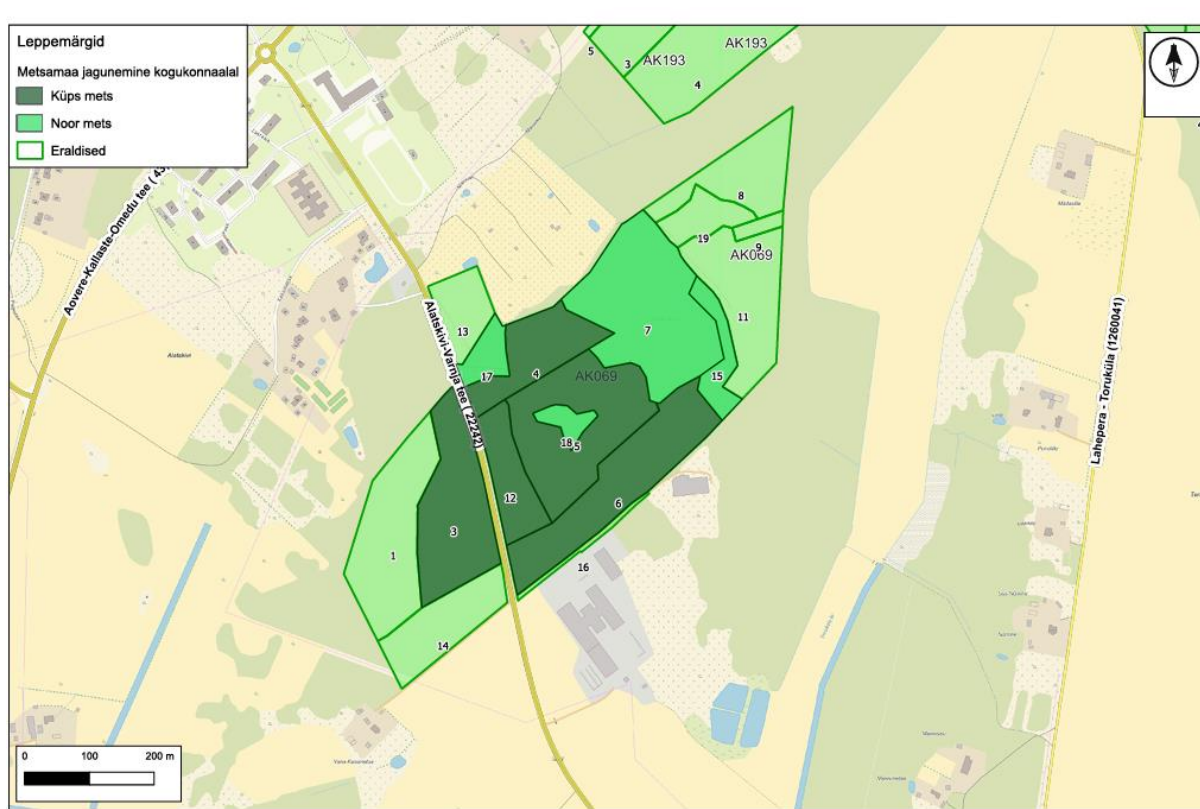 Leppemärgid
Metsamaa jagunemine kogukonnaalal
Küps mets
Noor mets
Eraldised
AK193
AK193
5
3
4
Aovere-Kallaste-Omedu tee ( 43
Alatskivi
Alatskivi-Varnja tee ( 22242)
8
19
9
AK069
13
7
11
17
4
AK069
15
18
5
12
6
3
1
16
14
Lahepera - Toruküla (1260041)
0 100 200 m